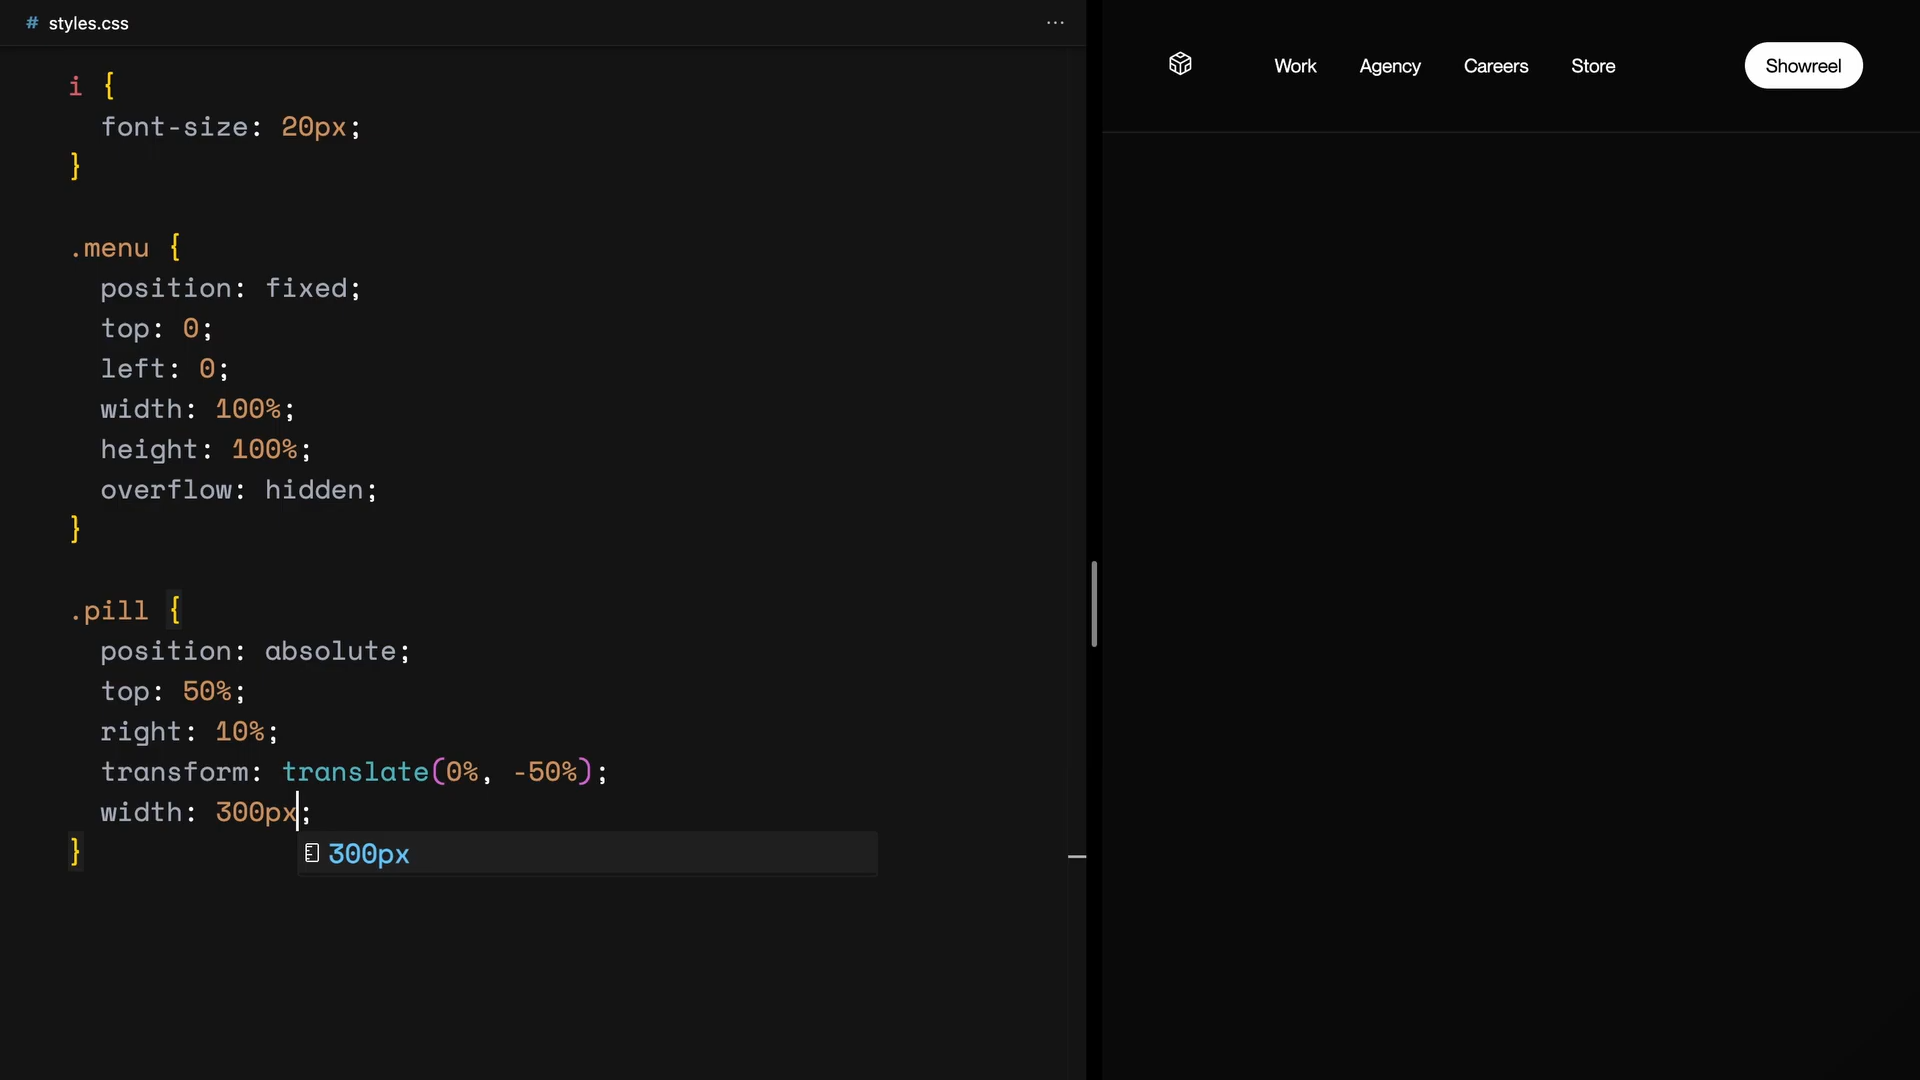 # styles.css
i {
font-size: 20px;
}
.menu {
position: fixed;
top: 0;
left: 0;
width: 100%;
height: 100%;
overflow: hidden;
}
.pill {
position: absolute;
top: 50%;
right: 10%;
transform: translate(0%, -50%);
width: 300px;
300px
}
Work Agency Careers Store Showreel